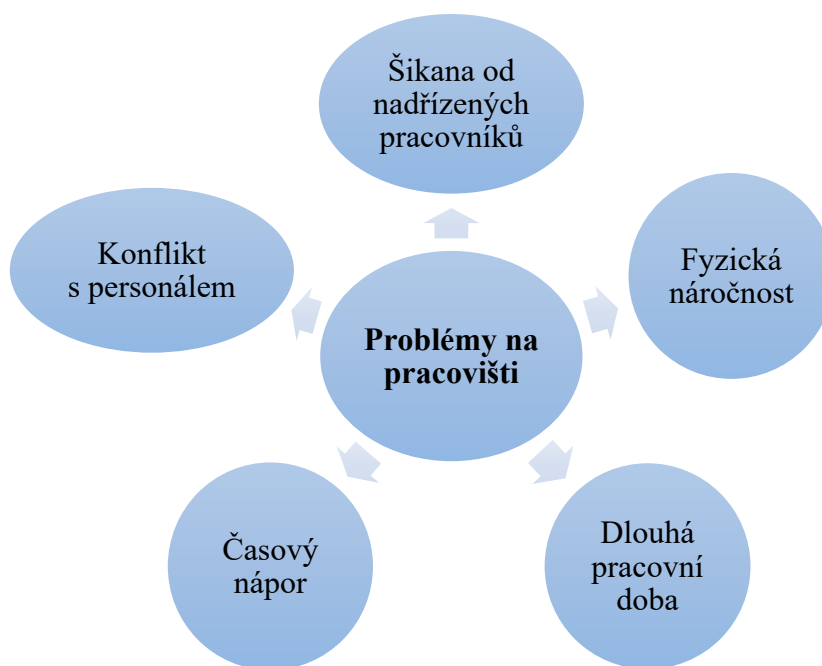 Šikana od
nadřízených
pracovníků
Konflikt
s personálem
Fyzická
náročnost
Problémy na
pracovišti
Časový
nápor
Dlouhá
pracovní
doba